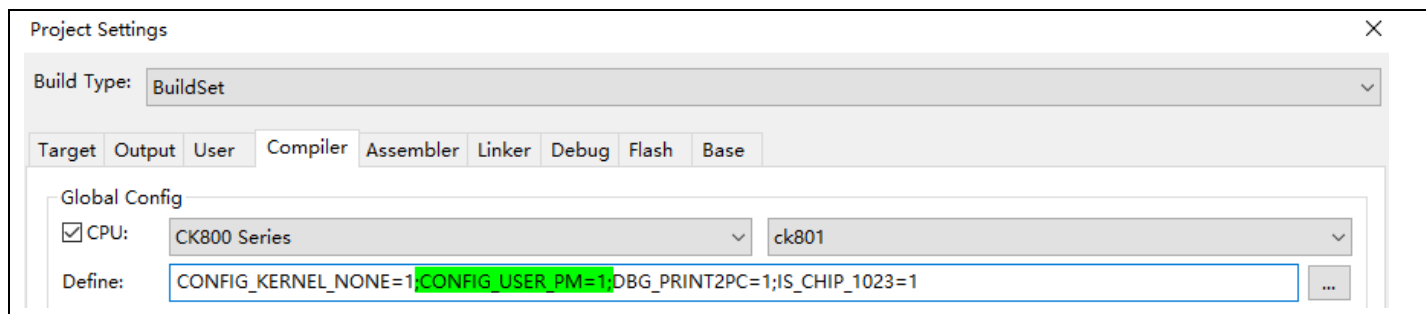 Project Settings
Build Type: BuildSet
Target Output User Compiler Assembler Linker Debug Flash Base
Global Config
CPU: CK800 Series ck801
Define: CONFIG_KERNEL_NONE=1;CONFIG_USER_PM=1;DBG_PRINT2PC=1;IS_CHIP_1023=1 ...